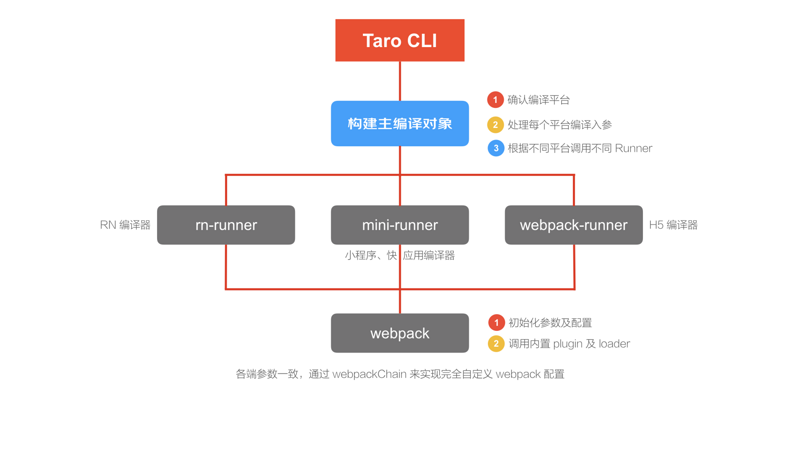 Taro CLI
构建主编译对象
1 确认编译平台
2 处理每个平台编译入参
3 根据不同平台调用不同 Runner
RN 编译器
rn-runner
mini-runner
webpack-runner
H5 编译器
小程序、快 应用编译器
webpack
1 初始化参数及配置
2 调用内置 plugin 及 loader
各端参数一致，通过 webpackChain 来实现完全自定义 webpack 配置